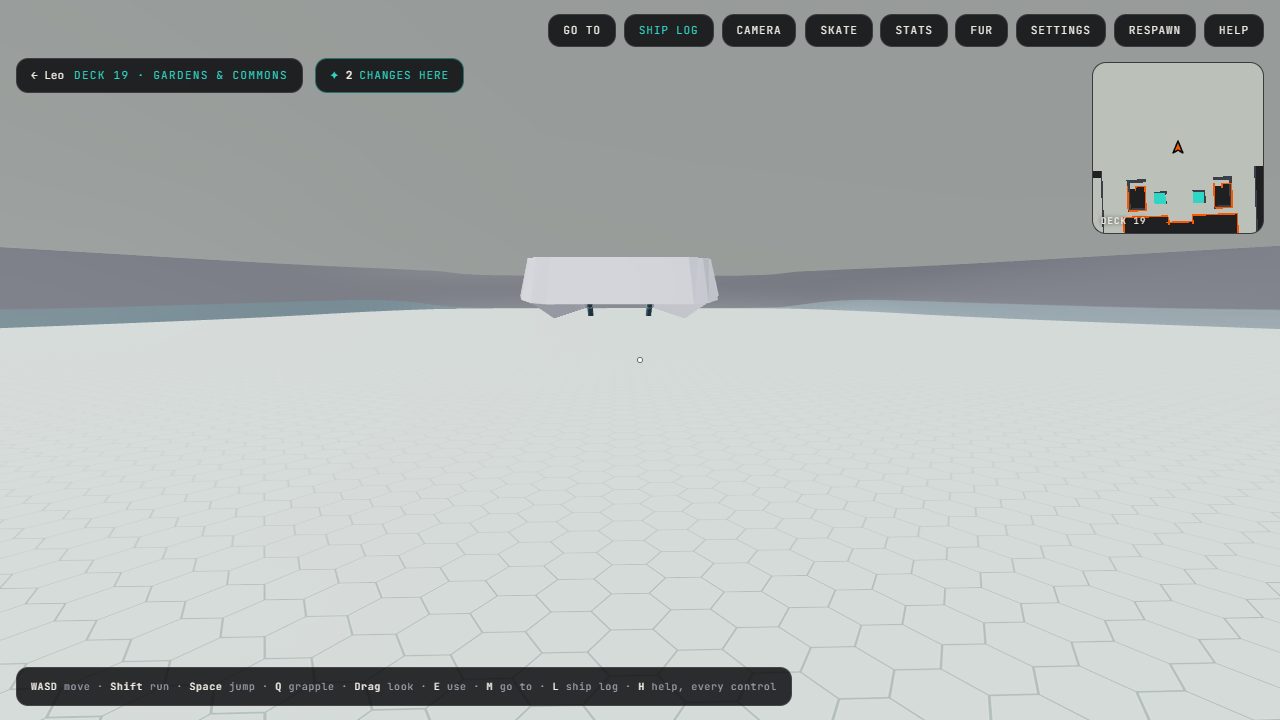 GO TO
SHIP LOG
CAMERA
SKATE
STATS
FUR
SETTINGS
RESPAWN
HELP
← Leo DECK 19 · GARDENS & COMMONS
✦ 2 CHANGES HERE
DECK 19
WASD move · Shift run · Space jump · Q grapple · Drag look · E use · M go to · L ship log · H help, every control